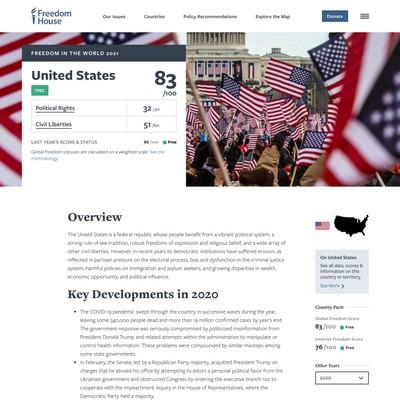 Freedom
House
Our Issues
Countries
Policy Recommendations
Explore the Map
Donate
FREEDOM IN THE WORLD 2021
United States
83
/100
FREE
Political Rights 32 /40
Civil Liberties 51 /60
LAST YEAR'S SCORE & STATUS
86 /100 Free
Global freedom statuses are calculated on a weighted scale. See the
methodology.
Overview
The United States is a federal republic whose people benefit from a vibrant political system, a
strong rule-of-law tradition, robust freedoms of expression and religious belief, and a wide array of
other civil liberties. However, in recent years its democratic institutions have suffered erosion, as
reflected in partisan pressure on the electoral process, bias and dysfunction in the criminal justice
system, harmful policies on immigration and asylum seekers, and growing disparities in wealth,
economic opportunity, and political influence.
Key Developments in 2020
• The COVID-19 pandemic swept through the country in successive waves during the year,
leaving some 340,000 people dead and more than 19 million confirmed cases by year's end.
The government response was seriously compromised by politicized misinformation from
President Donald Trump and related attempts within the administration to manipulate or
control health information. These problems were compounded by similar missteps among
some state governments.
• In February, the Senate, led by a Republican Party majority, acquitted President Trump on
charges that he abused his office by attempting to extort a personal political favor from the
Ukrainian government and obstructed Congress by ordering the executive branch not to
cooperate with the impeachment inquiry in the House of Representatives, where the
Democratic Party held a majority.
On United States
See all data, scores &
information on this
country or territory.
See More
Country Facts
Global Freedom Score
83 /100 Free
Internet Freedom Score
76 /100 Free
Other Years
2020